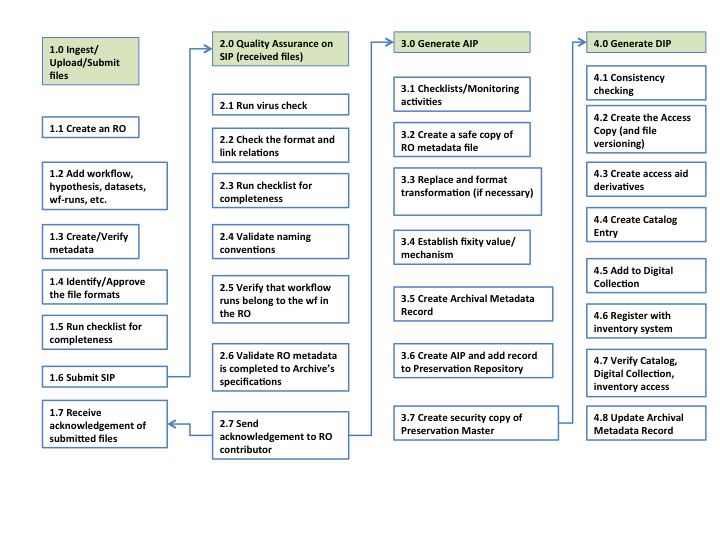 1.0 Ingest/
Upload/Submit
files
1.1 Create an RO
1.2 Add workflow,
hypothesis, datasets,
wf-runs, etc.
1.3 Create/Verify
metadata
1.4 Identify/Approve
the file formats
1.5 Run checklist for
completeness
1.6 Submit SIP
1.7 Receive
acknowledgement of
submitted files
2.0 Quality Assurance on
SIP (received files)
2.1 Run virus check
2.2 Check the format and
link relations
2.3 Run checklist for
completeness
2.4 Validate naming
conventions
2.5 Verify that workflow
runs belong to the wf in
the RO
2.6 Validate RO metadata
is completed to Archive's
specifications
2.7 Send
acknowledgement to RO
contributor
3.0 Generate AIP
3.1 Checklists/Monitoring
activities
3.2 Create a safe copy of
RO metadata file
3.3 Replace and format
transformation (if necessary)
3.4 Establish fixity value/
mechanism
3.5 Create Archival Metadata
Record
3.6 Create AIP and add record
to Preservation Repository
3.7 Create security copy of
Preservation Master
4.0 Generate DIP
4.1 Consistency
checking
4.2 Create the Access
Copy (and file
versioning)
4.3 Create access aid
derivatives
4.4 Create Catalog
Entry
4.5 Add to Digital
Collection
4.6 Register with
inventory system
4.7 Verify Catalog,
Digital Collection,
inventory access
4.8 Update Archival
Metadata Record